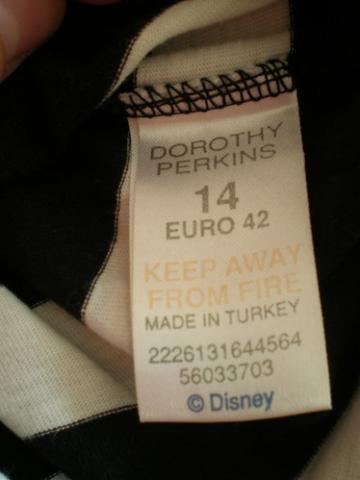 DOROTHY
PERKINS
14
EURO 42
KEEP AWAY
FROM FIRE
MADE IN TURKEY
2226131644564
56033703
© Disney